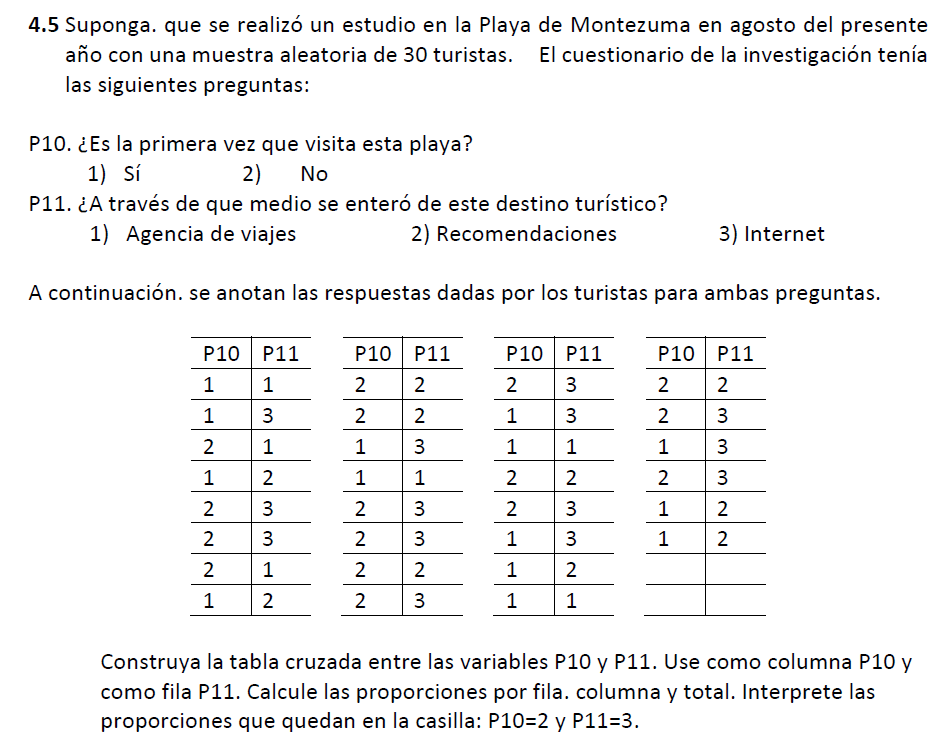 4.5 Suponga. que se realizó un estudio en la Playa de Montezuma en agosto del presente
año con una muestra aleatoria de 30 turistas. El cuestionario de la investigación tenía
las siguientes preguntas:
P10. ¿Es la primera vez que visita esta playa?
1) Sí 2) No
P11. ¿A través de que medio se enteró de este destino turístico?
1) Agencia de viajes 2) Recomendaciones 3) Internet
A continuación. se anotan las respuestas dadas por los turistas para ambas preguntas.
P10 P11 P10 P11 P10 P11 P10 P11
1 1 2 2 2 3 2 2
1 3 2 2 1 3 2 3
2 1 1 3 1 1 1 3
1 2 1 1 2 2 2 3
2 3 2 3 2 3 1 2
2 3 2 3 1 3 1 2
2 1 2 2 1 2
1 2 2 3 1 1
Construya la tabla cruzada entre las variables P10 y P11. Use como columna P10 y
como fila P11. Calcule las proporciones por fila. columna y total. Interprete las
proporciones que quedan en la casilla: P10=2 y P11=3.